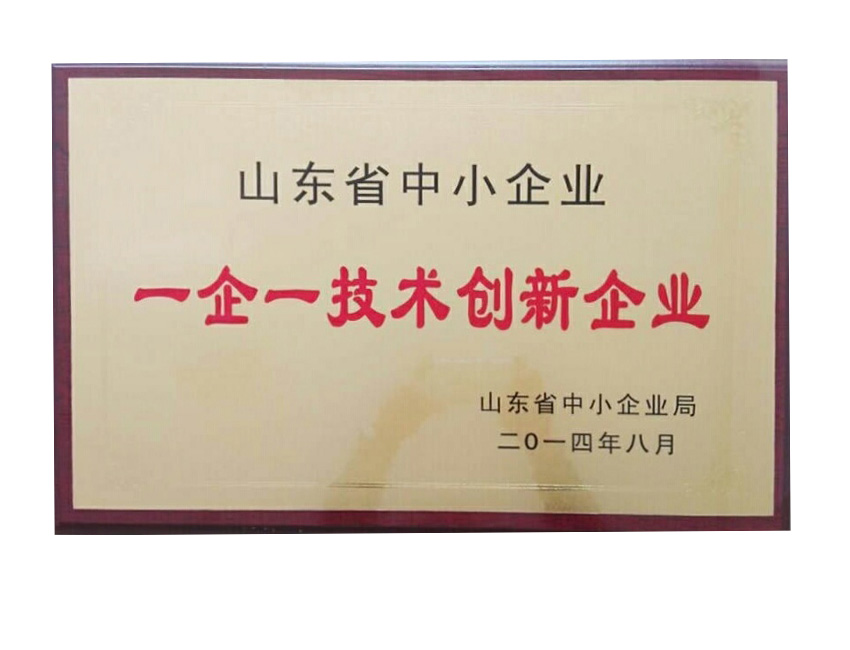 山东省中小企业
一企一技术创新企业
山东省中小企业局
二〇一四年八月